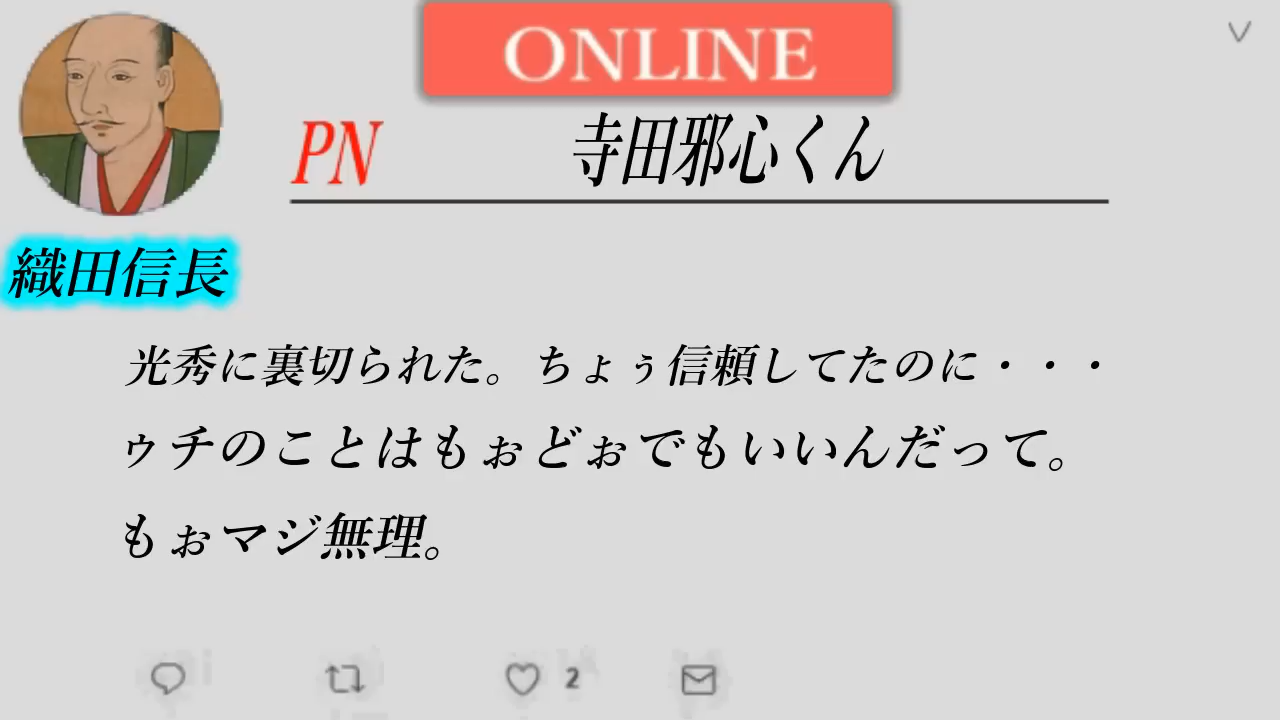 ONLINE
PN 寺田邪心くん
織田信長
光秀に裏切られた。ちょぅ信頼してたのに・・・
ゥチのことはもぉどぉでもいいんだって。
もぉマジ無理。
2